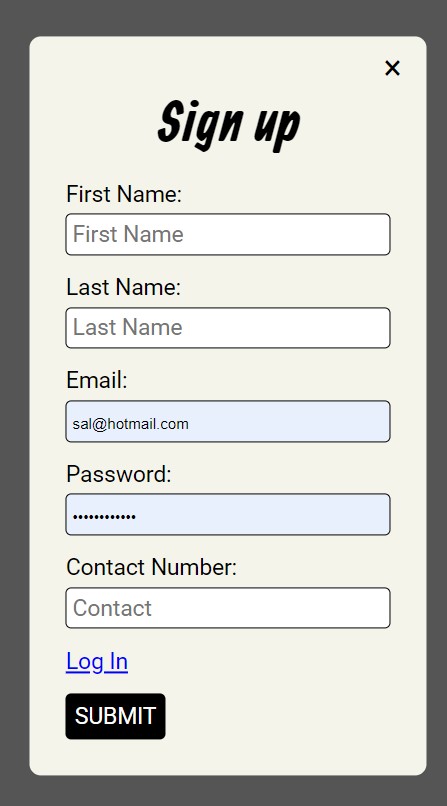 ×
Sign up
First Name:
First Name
Last Name:
Last Name
Email:
sal@hotmail.com
Password:
••••••••••••
Contact Number:
Contact
Log In
SUBMIT